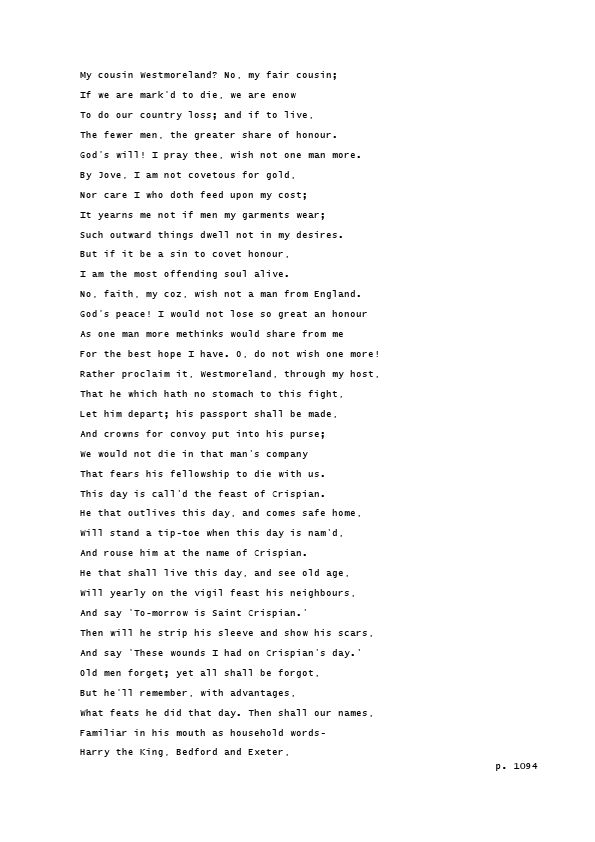 My cousin Westmoreland? No, my fair cousin;
If we are mark'd to die, we are enow
To do our country loss; and if to live,
The fewer men, the greater share of honour.
God's will! I pray thee, wish not one man more.
By Jove, I am not covetous for gold,
Nor care I who doth feed upon my cost;
It yearns me not if men my garments wear;
Such outward things dwell not in my desires.
But if it be a sin to covet honour,
I am the most offending soul alive.
No, faith, my coz, wish not a man from England.
God's peace! I would not lose so great an honour
As one man more methinks would share from me
For the best hope I have. O, do not wish one more!
Rather proclaim it, Westmoreland, through my host,
That he which hath no stomach to this fight,
Let him depart; his passport shall be made,
And crowns for convoy put into his purse;
We would not die in that man's company
That fears his fellowship to die with us.
This day is call'd the feast of Crispian.
He that outlives this day, and comes safe home,
Will stand a tip-toe when this day is nam'd,
And rouse him at the name of Crispian.
He that shall live this day, and see old age,
Will yearly on the vigil feast his neighbours,
And say 'To-morrow is Saint Crispian.'
Then will he strip his sleeve and show his scars,
And say 'These wounds I had on Crispian's day.'
Old men forget; yet all shall be forgot,
But he'll remember, with advantages,
What feats he did that day. Then shall our names,
Familiar in his mouth as household words-
Harry the King, Bedford and Exeter,
p. 1094